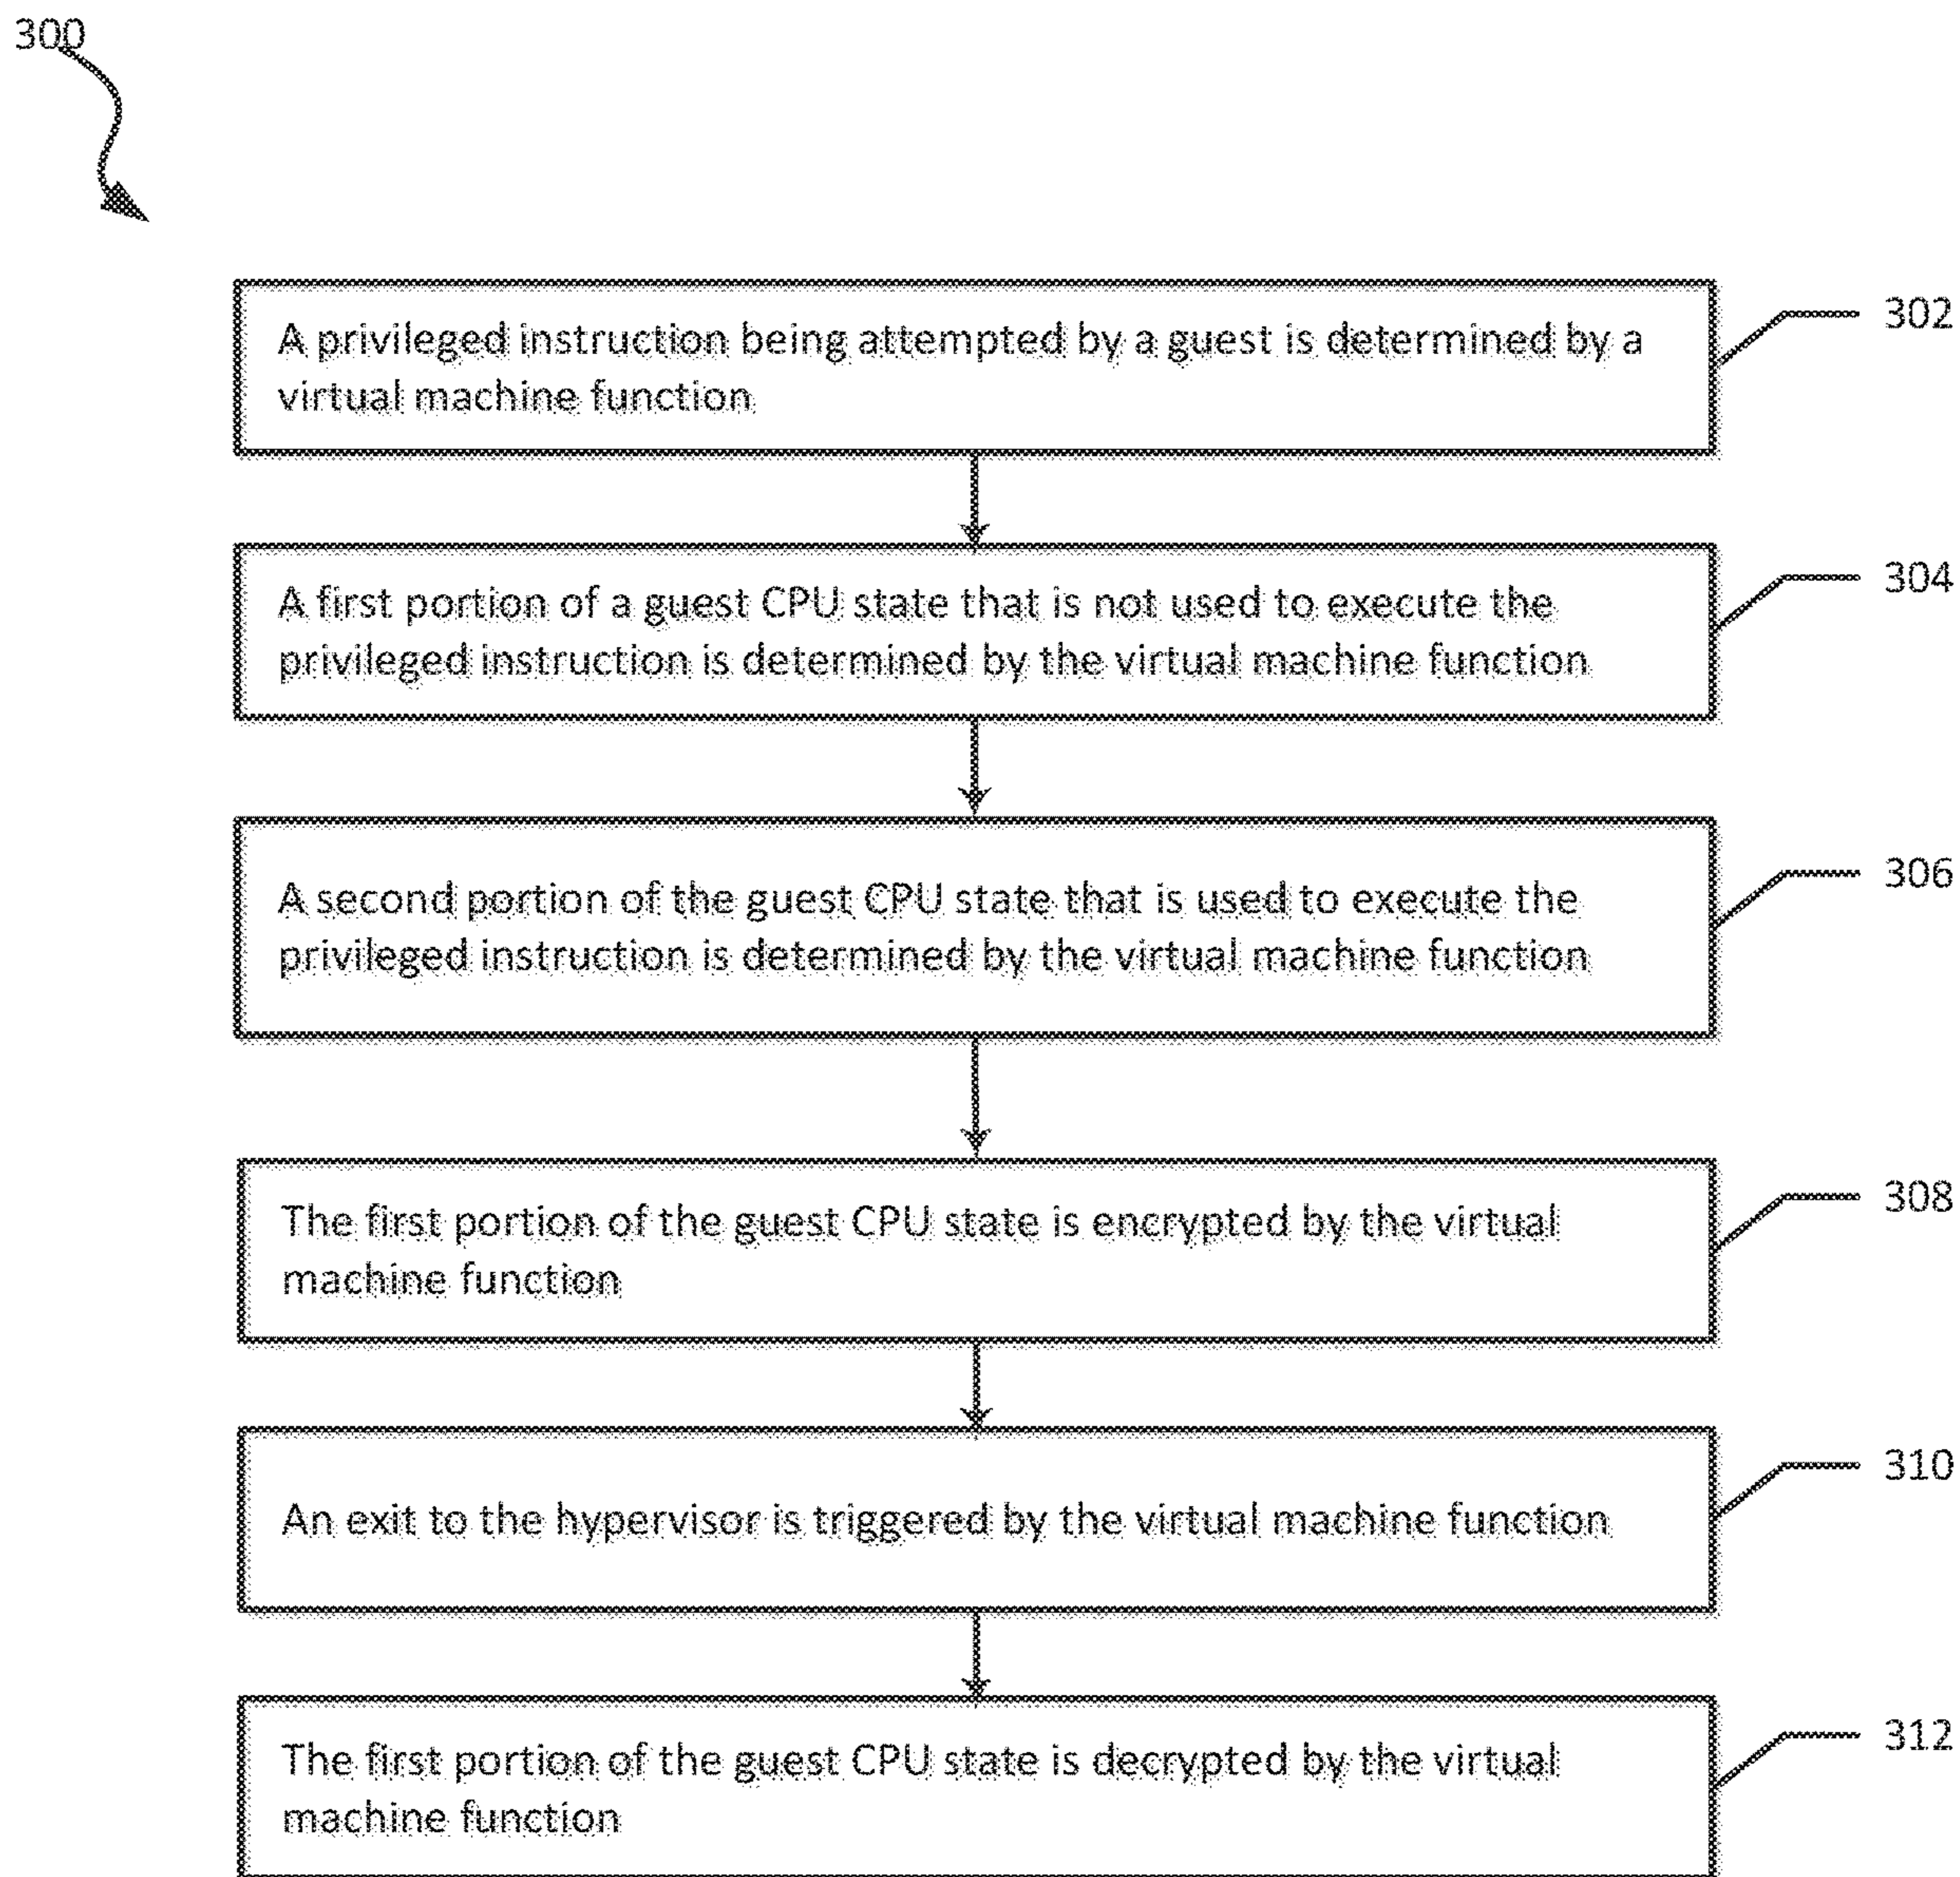 300
A privileged instruction being attempted by a guest is determined by a
virtual machine function
302
A first portion of a guest CPU state that is not used to execute the
privileged instruction is determined by the virtual machine function
304
A second portion of the guest CPU state that is used to execute the
privileged instruction is determined by the virtual machine function
306
The first portion of the guest CPU state is encrypted by the virtual
machine function
308
An exit to the hypervisor is triggered by the virtual machine function
310
The first portion of the guest CPU state is decrypted by the virtual
machine function
312